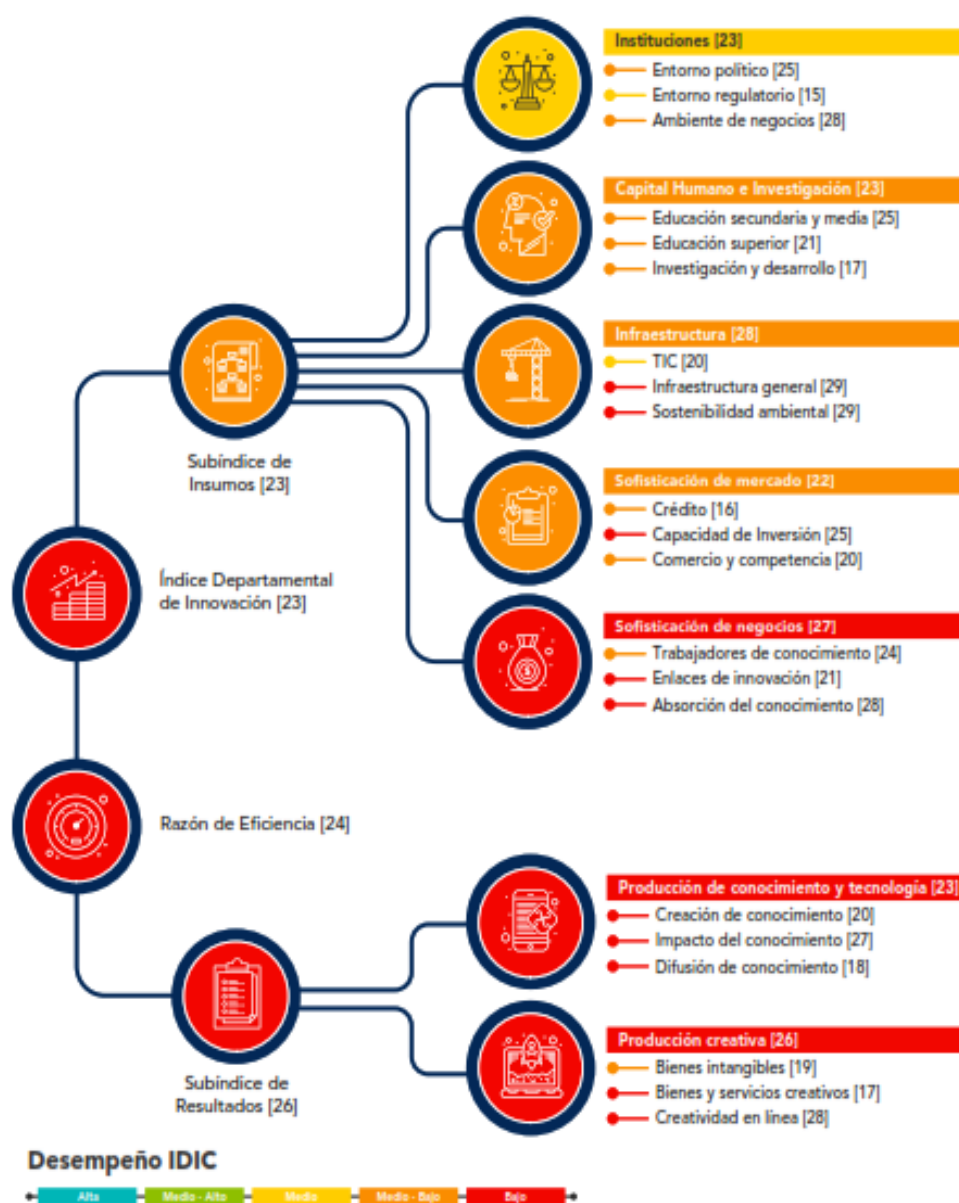 Instituciones [23]
Entorno político [25]
Entorno regulatorio [15]
Ambiente de negocios [28]
Capital Humano e Investigación [23]
Educación secundaria y media [25]
Educación superior [21]
Investigación y desarrollo [17]
Infraestructura [28]
TIC [20]
Infraestructura general [29]
Sostenibilidad ambiental [29]
Subíndice de
Insumos [23]
Sofisticación de mercado [22]
Crédito [16]
Capacidad de Inversión [25]
Comercio y competencia [20]
Índice Departamental
de Innovación [23]
Sofisticación de negocios [27]
Trabajadores de conocimiento [24]
Enlaces de innovación [21]
Absorción del conocimiento [28]
Razón de Eficiencia [24]
Producción de conocimiento y tecnología [23]
Creación de conocimiento [20]
Impacto del conocimiento [27]
Difusión de conocimiento [18]
Subíndice de
Resultados [26]
Producción creativa [26]
Bienes intangibles [19]
Bienes y servicios creativos [17]
Creatividad en línea [28]
Desempeño IDIC
Alta Medio - Alto Medio Medio - Bajo Bajo